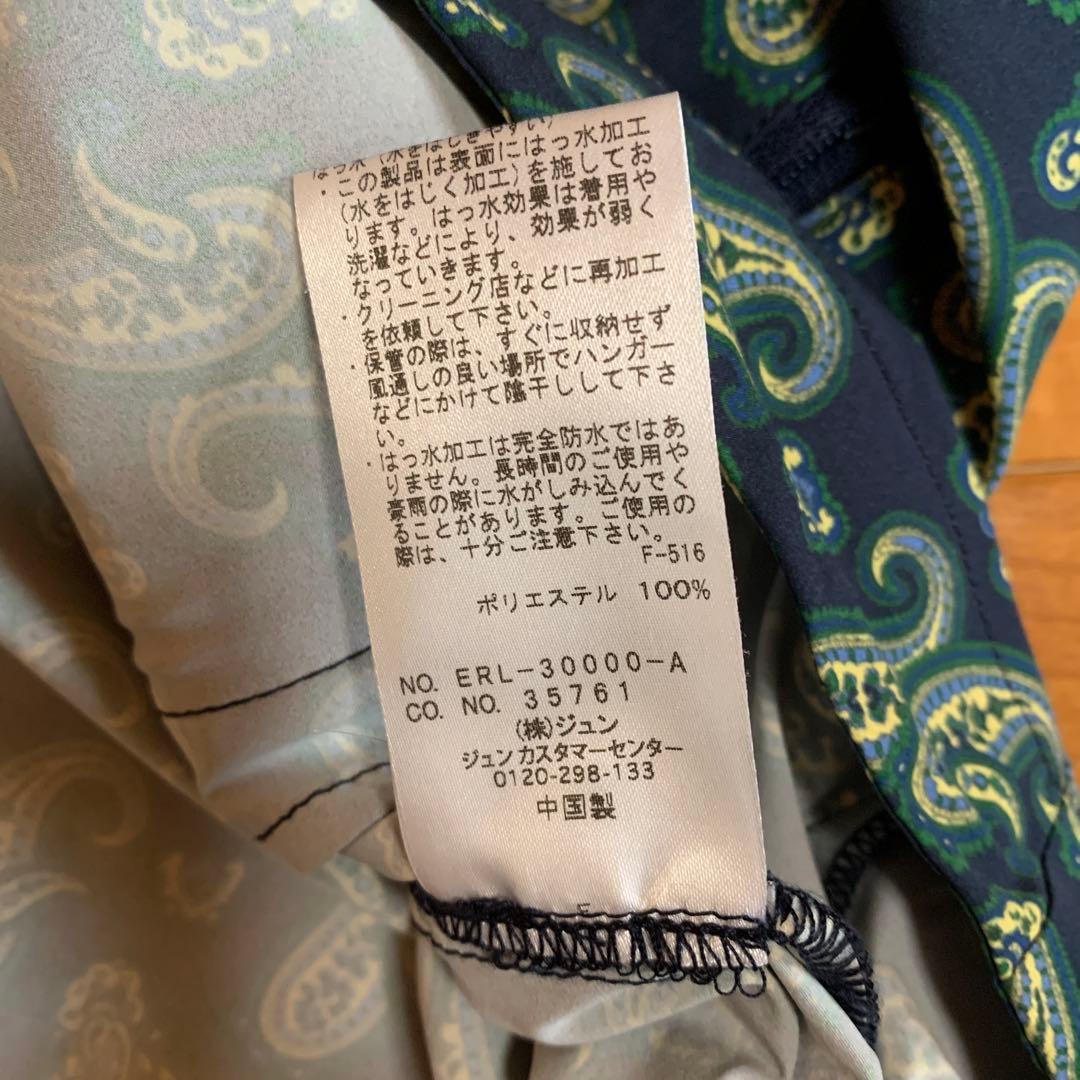 はっ水(水をはじきやすい)
・この製品は表面にはっ水加工
(水をはじく加工)を施してお
ります。はっ水効果は着用や
洗濯などにより、効果が弱く
なっていきます。
・クリーニング店などに再加工
を依頼して下さい。
・保管の際は、すぐに収納せず
風通しの良い場所でハンガー
などにかけて陰干しして下さ
い。
・はっ水加工は完全防水ではあ
りません。長時間のご使用や
豪雨の際に水がしみ込んでく
ることがあります。ご使用の
際は、十分ご注意下さい。
F-516
ポリエステル 100%
NO. ERL-30000-A
CO. NO. 35761
(株)ジュン
ジュンカスタマーセンター
0120-298-133
中国製